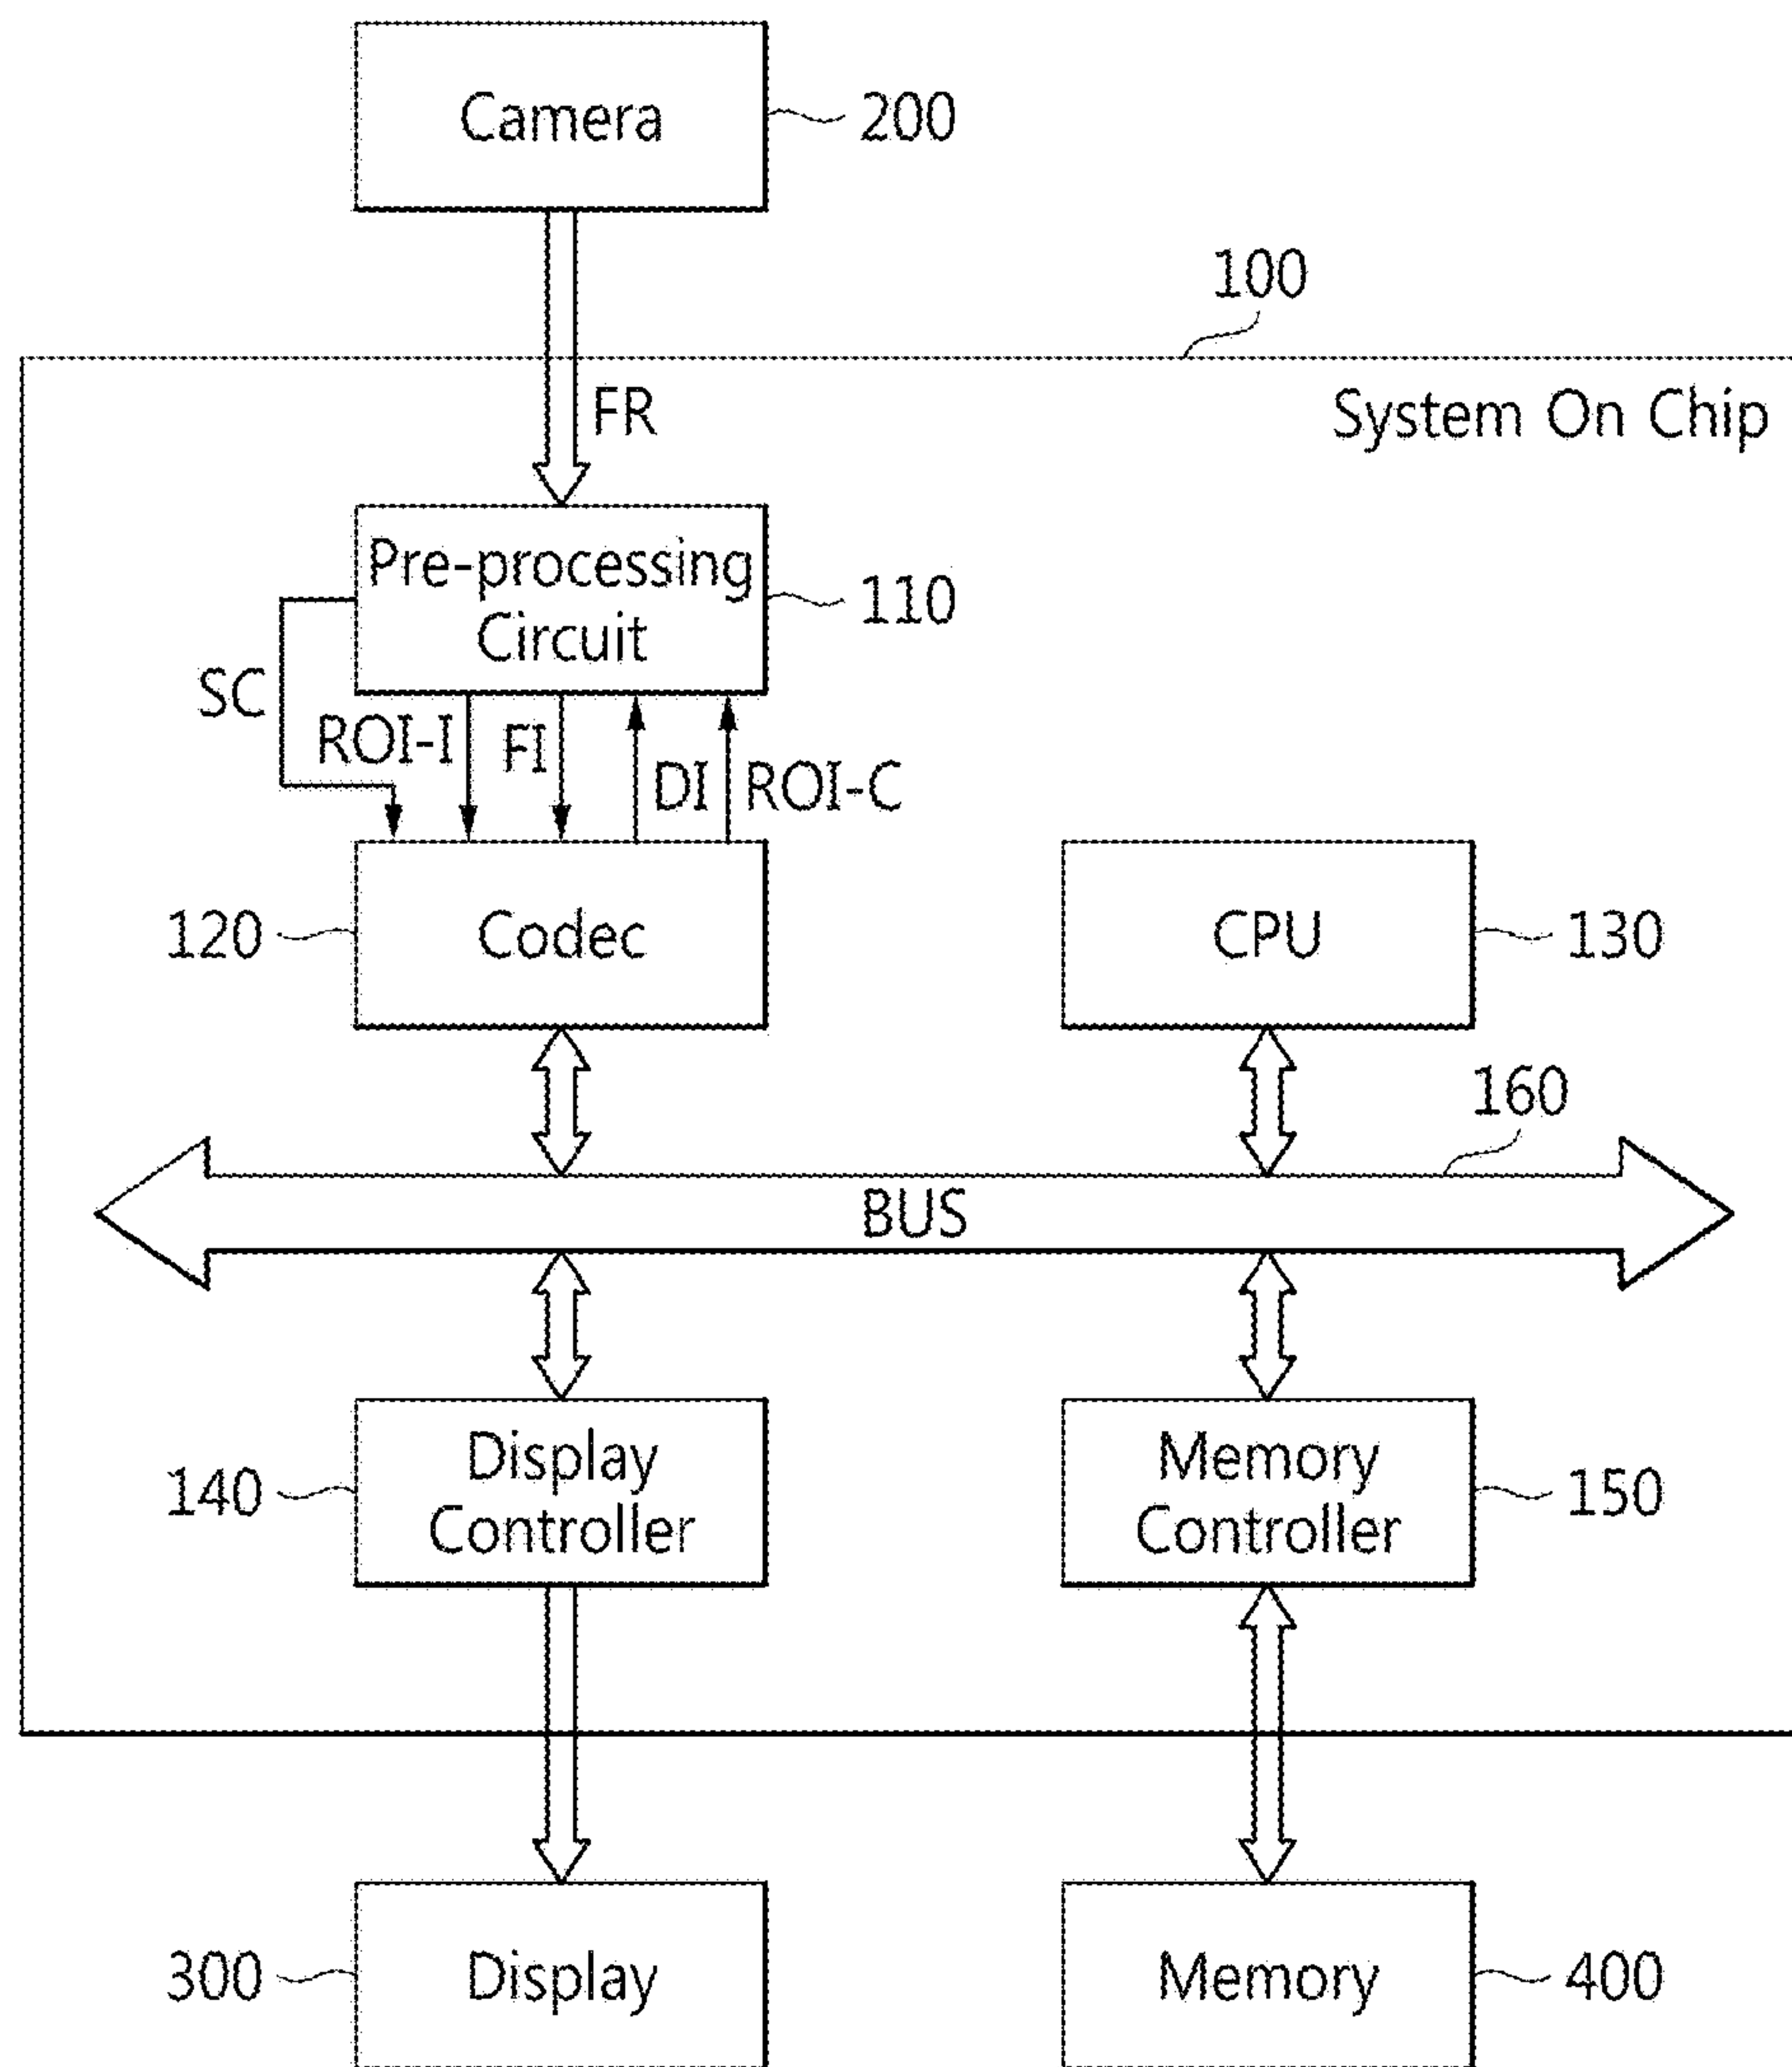 Camera
200
100
System On Chip
FR
Pre-processing
Circuit
110
SC
ROI-I
FI
DI
ROI-C
120
Codec
CPU
130
160
BUS
140
Display
Controller
Memory
Controller
150
300
Display
Memory
400